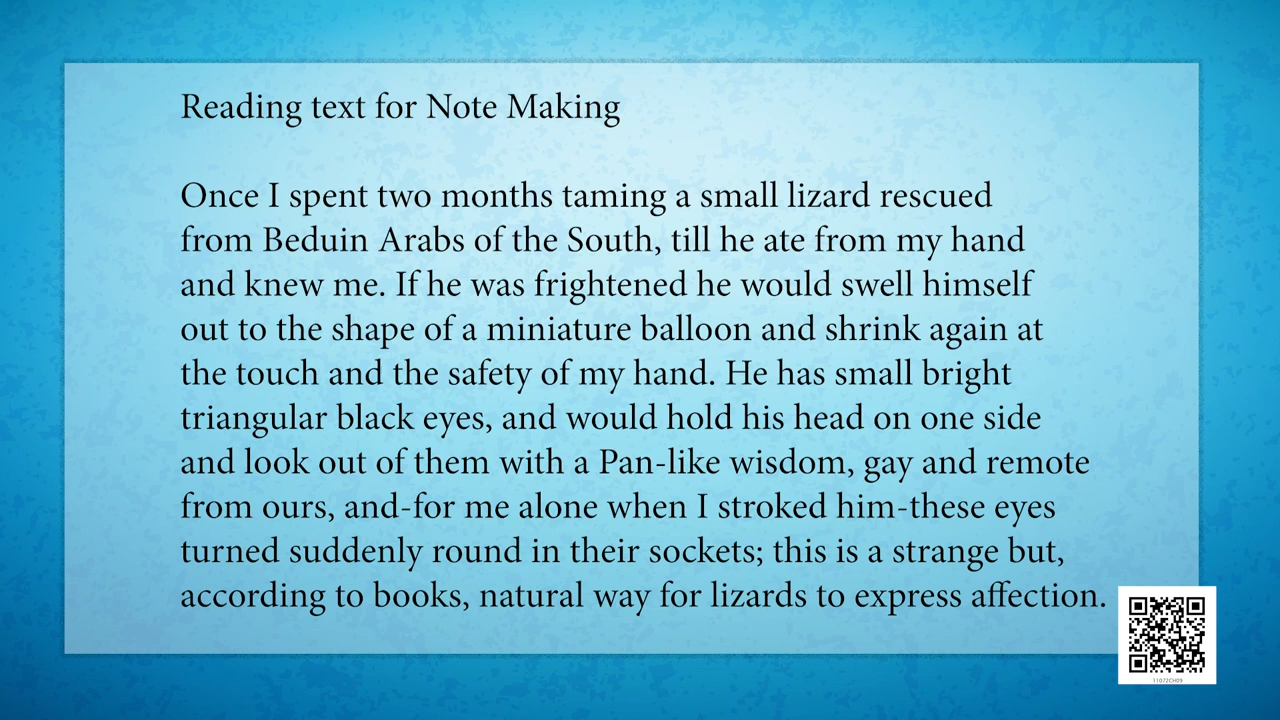 Reading text for Note Making
Once I spent two months taming a small lizard rescued
from Beduin Arabs of the South, till he ate from my hand
and knew me. If he was frightened he would swell himself
out to the shape of a miniature balloon and shrink again at
the touch and the safety of my hand. He has small bright
triangular black eyes, and would hold his head on one side
and look out of them with a Pan-like wisdom, gay and remote
from ours, and-for me alone when I stroked him-these eyes
turned suddenly round in their sockets; this is a strange but,
according to books, natural way for lizards to express affection.
11072CH09